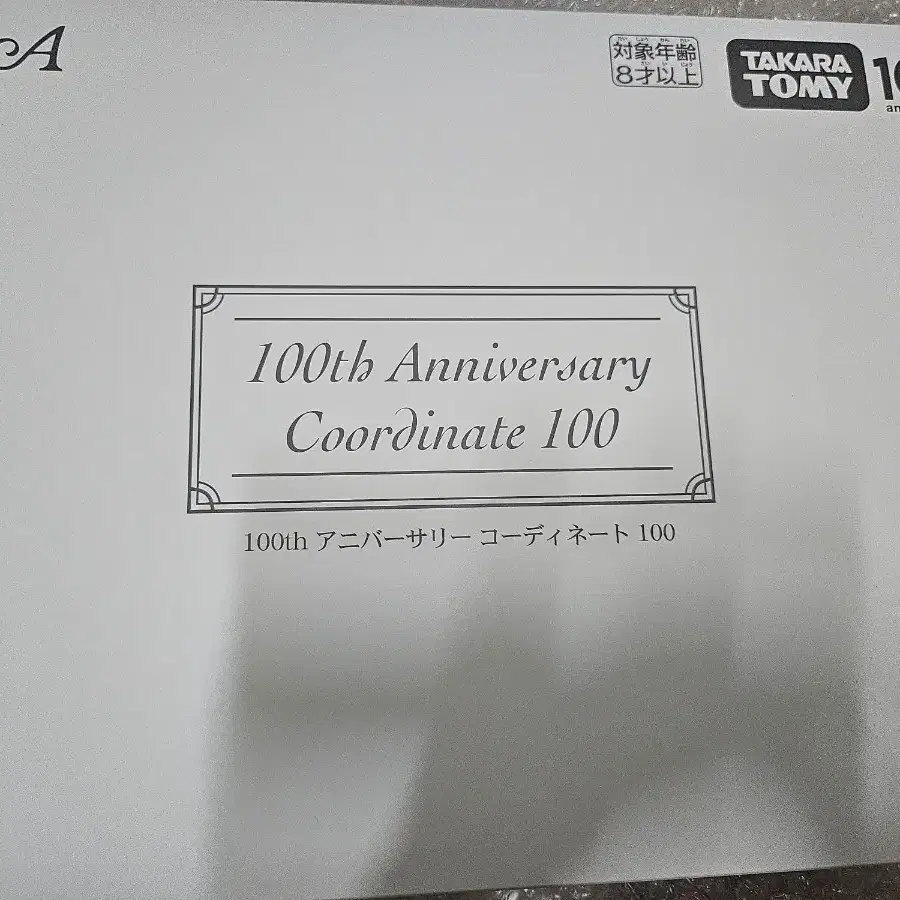 対象年齢
8才以上
TAKARA
TOMY
100th Anniversary
Coordinate 100
100th アニバーサリー コーディネート 100